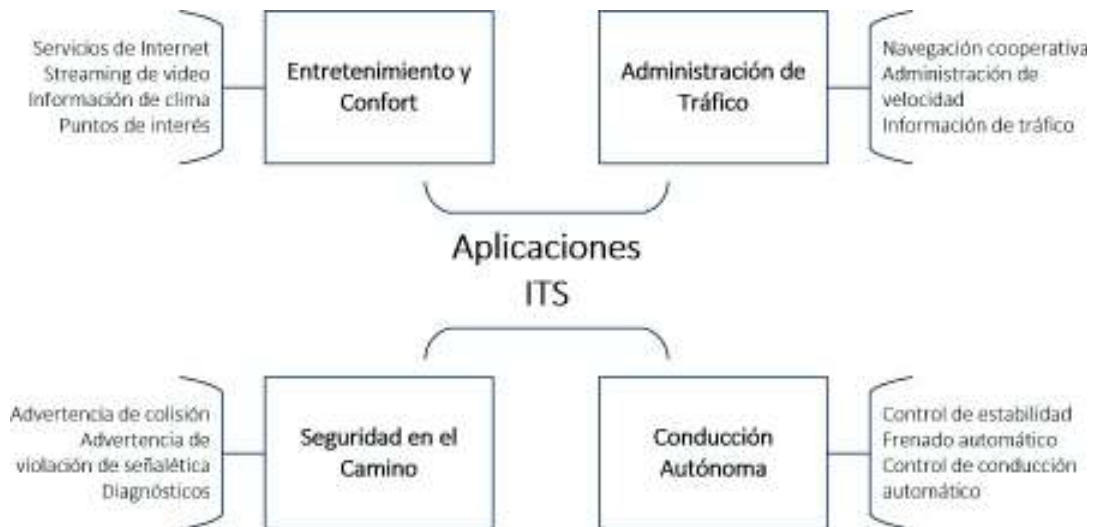 Servicios de Internet
Streaming de video
Información de clima
Puntos de interés
Entretenimiento y
Confort
Administración de
Tráfico
Navegación cooperativa
Administración de
velocidad
Información de tráfico
Aplicaciones
ITS
Advertencia de colisión
Advertencia de
violación de señalética
Diagnósticos
Seguridad en el
Camino
Conducción
Autónoma
Control de estabilidad
Frenado automático
Control de conducción
automático